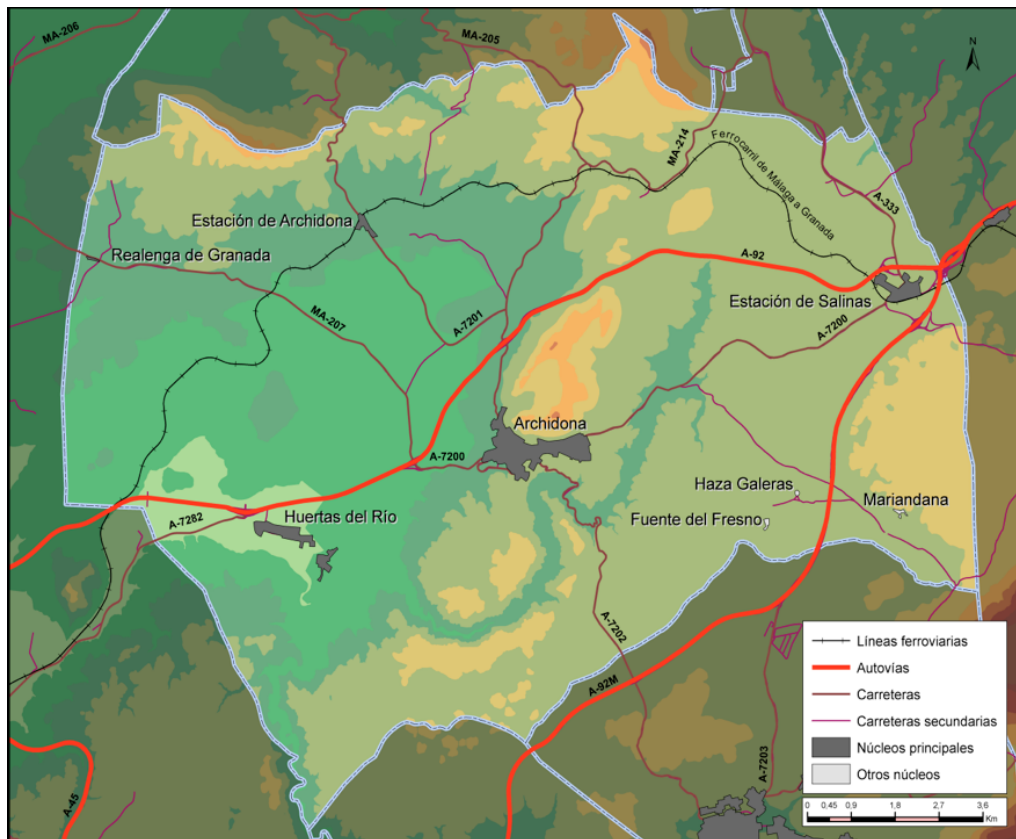 MA-206
MA-205
N
MA-214
Ferrocarril de Málaga a Granada
A-333
Estación de Archidona
Realenga de Granada
A-92
Estación de Salinas
MA-207
A-7201
A-7200
Archidona
A-7200
Haza Galeras
Mariandana
Huertas del Río
Fuente del Fresno
A-7282
A-7202
A-92M
A-7203
A-45
Líneas ferroviarias
Autovías
Carreteras
Carreteras secundarias
Núcleos principales
Otros núcleos
0 0,45 0,9 1,8 2,7 3,6
Km